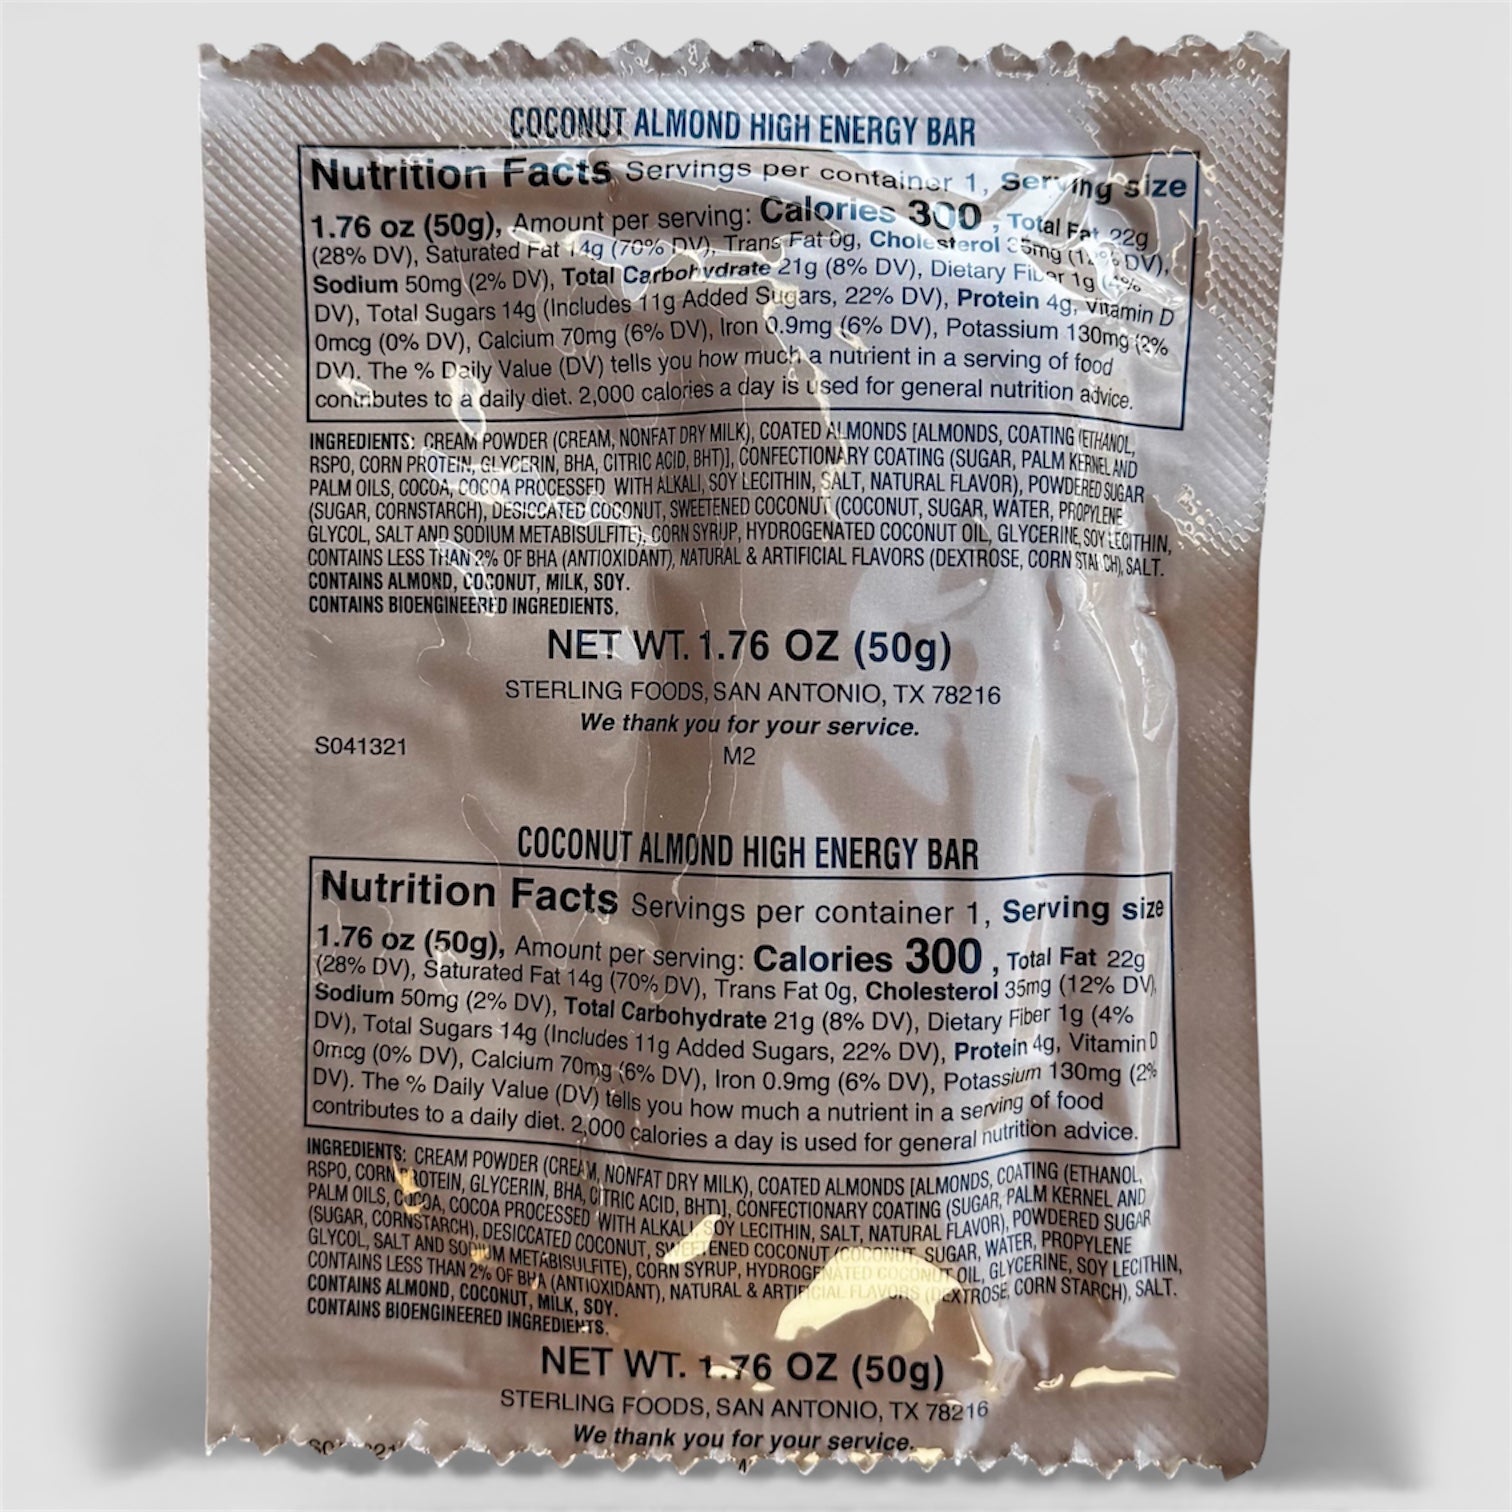 COCONUT ALMOND HIGH ENERGY BAR
Nutrition Facts Servings per container 1, Serving size
1.76 oz (50g), Amount per serving: Calories 300 , Total Fat 22g
(28% DV), Saturated Fat 14g (70% DV), Trans Fat 0g, Cholesterol 35mg (12% DV),
Sodium 50mg (2% DV), Total Carbohydrate 21g (8% DV), Dietary Fiber 1g (4%
DV), Total Sugars 14g (Includes 11g Added Sugars, 22% DV), Protein 4g, Vitamin D
0mcg (0% DV), Calcium 70mg (6% DV), Iron 0.9mg (6% DV), Potassium 130mg (2%
DV). The % Daily Value (DV) tells you how much a nutrient in a serving of food
contributes to a daily diet. 2,000 calories a day is used for general nutrition advice.
INGREDIENTS: CREAM POWDER (CREAM, NONFAT DRY MILK), COATED ALMONDS [ALMONDS, COATING (ETHANOL,
RSPO, CORN PROTEIN, GLYCERIN, BHA, CITRIC ACID, BHT)], CONFECTIONARY COATING (SUGAR, PALM KERNEL AND
PALM OILS, COCOA, COCOA PROCESSED WITH ALKALI, SOY LECITHIN, SALT, NATURAL FLAVOR), POWDERED SUGAR
(SUGAR, CORNSTARCH), DESICCATED COCONUT, SWEETENED COCONUT (COCONUT, SUGAR, WATER, PROPYLENE
GLYCOL, SALT AND SODIUM METABISULFITE), CORN SYRUP, HYDROGENATED COCONUT OIL, GLYCERINE, SOY LECITHIN,
CONTAINS LESS THAN 2% OF BHA (ANTIOXIDANT), NATURAL & ARTIFICIAL FLAVORS (DEXTROSE, CORN STARCH), SALT.
CONTAINS ALMOND, COCONUT, MILK, SOY.
CONTAINS BIOENGINEERED INGREDIENTS.
NET WT. 1.76 OZ (50g)
STERLING FOODS, SAN ANTONIO, TX 78216
We thank you for your service.
S041321
M2
COCONUT ALMOND HIGH ENERGY BAR
Nutrition Facts Servings per container 1, Serving size
1.76 oz (50g), Amount per serving: Calories 300 , Total Fat 22g
(28% DV), Saturated Fat 14g (70% DV), Trans Fat 0g, Cholesterol 35mg (12% DV),
Sodium 50mg (2% DV), Total Carbohydrate 21g (8% DV), Dietary Fiber 1g (4%
DV), Total Sugars 14g (Includes 11g Added Sugars, 22% DV), Protein 4g, Vitamin D
0mcg (0% DV), Calcium 70mg (6% DV), Iron 0.9mg (6% DV), Potassium 130mg (2%
DV). The % Daily Value (DV) tells you how much a nutrient in a serving of food
contributes to a daily diet. 2,000 calories a day is used for general nutrition advice.
INGREDIENTS: CREAM POWDER (CREAM, NONFAT DRY MILK), COATED ALMONDS [ALMONDS, COATING (ETHANOL,
RSPO, CORN PROTEIN, GLYCERIN, BHA, CITRIC ACID, BHT)], CONFECTIONARY COATING (SUGAR, PALM KERNEL AND
PALM OILS, COCOA, COCOA PROCESSED WITH ALKALI, SOY LECITHIN, SALT, NATURAL FLAVOR), POWDERED SUGAR
(SUGAR, CORNSTARCH), DESICCATED COCONUT, SWEETENED COCONUT (COCONUT, SUGAR, WATER, PROPYLENE
GLYCOL, SALT AND SODIUM METABISULFITE), CORN SYRUP, HYDROGENATED COCONUT OIL, GLYCERINE, SOY LECITHIN,
CONTAINS LESS THAN 2% OF BHA (ANTIOXIDANT), NATURAL & ARTIFICIAL FLAVORS (DEXTROSE, CORN STARCH), SALT.
CONTAINS ALMOND, COCONUT, MILK, SOY.
CONTAINS BIOENGINEERED INGREDIENTS.
NET WT. 1.76 OZ (50g)
STERLING FOODS, SAN ANTONIO, TX 78216
We thank you for your service.